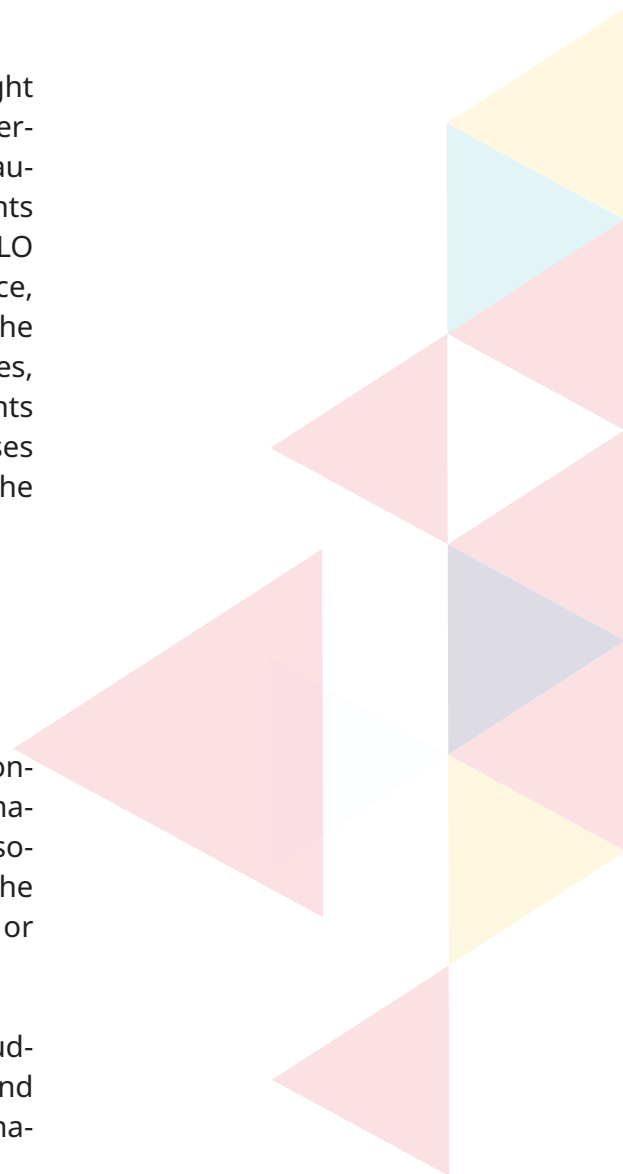 ght
er-
au-
nts
LO
ce,
he
es,
nts
ses
he
on-
na-
so-
he
or
ud-
nd
na-